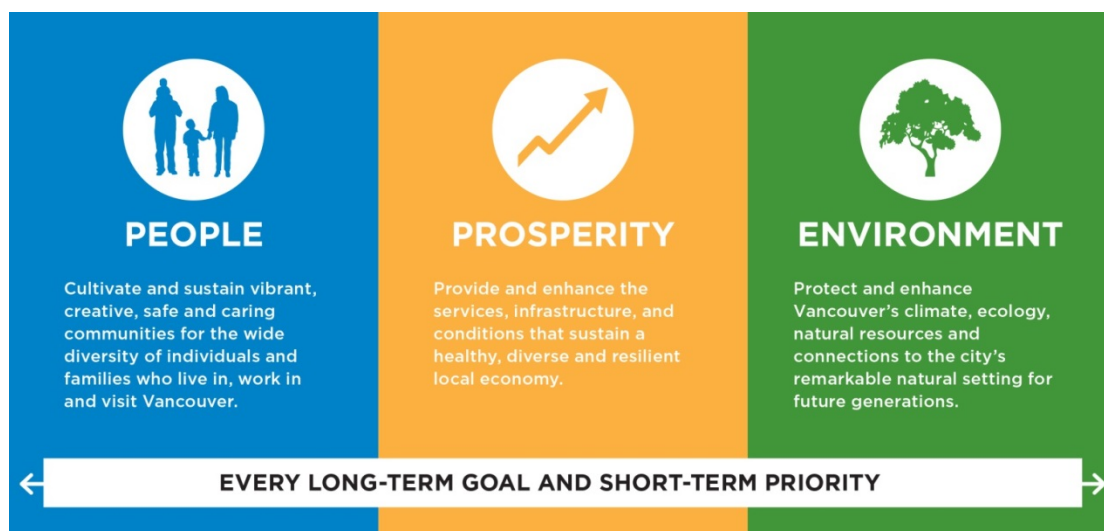 PEOPLE
Cultivate and sustain vibrant,
creative, safe and caring
communities for the wide
diversity of individuals and
families who live in, work in
and visit Vancouver.
PROSPERITY
Provide and enhance the
services, infrastructure, and
conditions that sustain a
healthy, diverse and resilient
local economy.
ENVIRONMENT
Protect and enhance
Vancouver’s climate, ecology,
natural resources and
connections to the city’s
remarkable natural setting for
future generations.
EVERY LONG-TERM GOAL AND SHORT-TERM PRIORITY